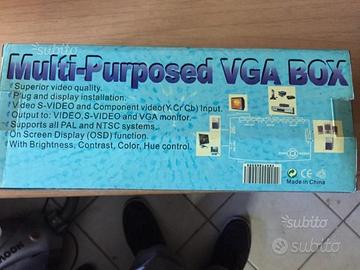 Multi-Purposed VGA BOX
*Superior video quality.
*Plug and display installation.
*Video S-VIDEO and Component video(Y Cr Cb) Input.
*Output to: VIDEO, S-VIDEO and VGA monitor.
*Supports all PAL and NTSC systems.
*On Screen Display (OSD) function.
*With Brightness, Contrast, Color, Hue control.
CE
Made in China
subito
subito
subito